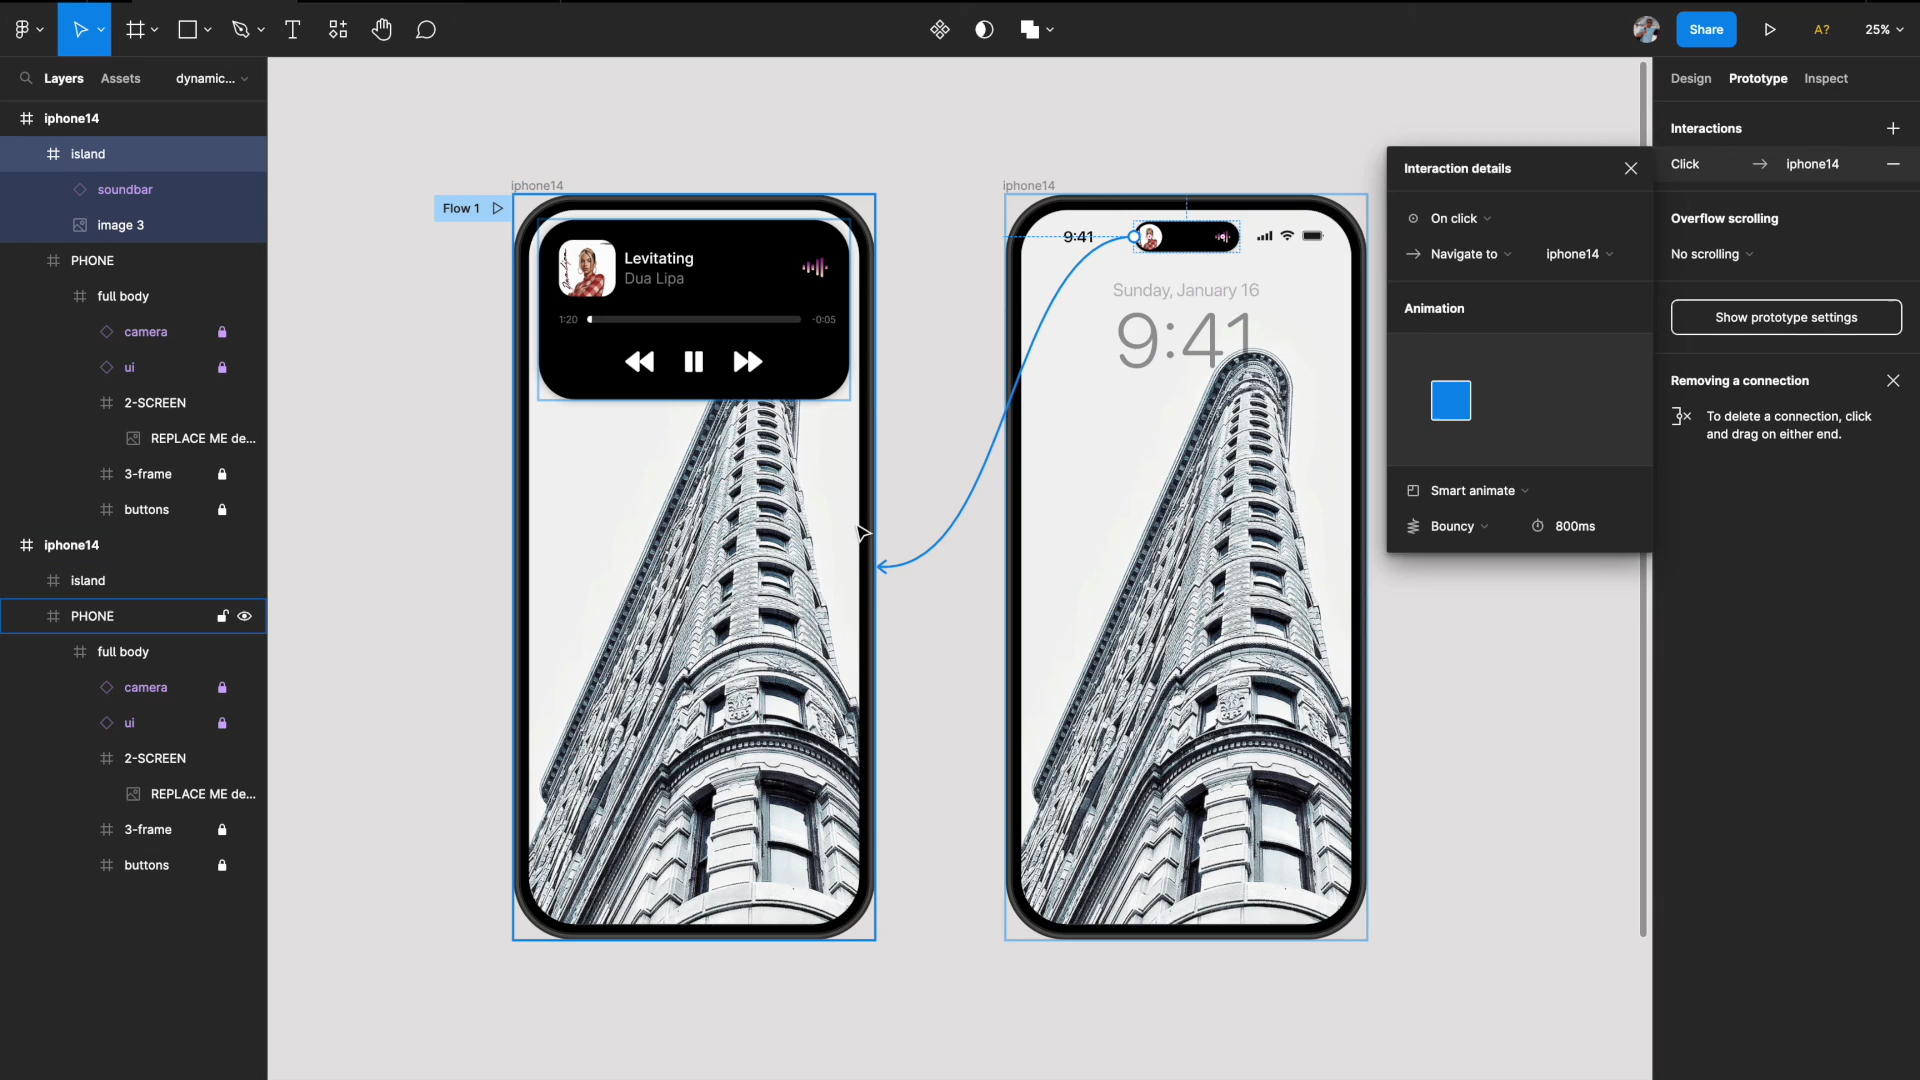 Share
A?
25%
Layers
Assets
dynamic...
iphone14
island
soundbar
image 3
PHONE
full body
camera
ui
2-SCREEN
REPLACE ME de...
3-frame
buttons
iphone14
island
PHONE
full body
camera
ui
2-SCREEN
REPLACE ME de...
3-frame
buttons
iphone14
Flow 1
Levitating
Dua Lipa
1:20
-0:05
iphone14
9:41
Sunday, January 16
9:41
Interaction details
On click
Navigate to
iphone14
Animation
Smart animate
Bouncy
800ms
Design
Prototype
Inspect
Interactions
Click
iphone14
Overflow scrolling
No scrolling
Show prototype settings
Removing a connection
To delete a connection, click
and drag on either end.